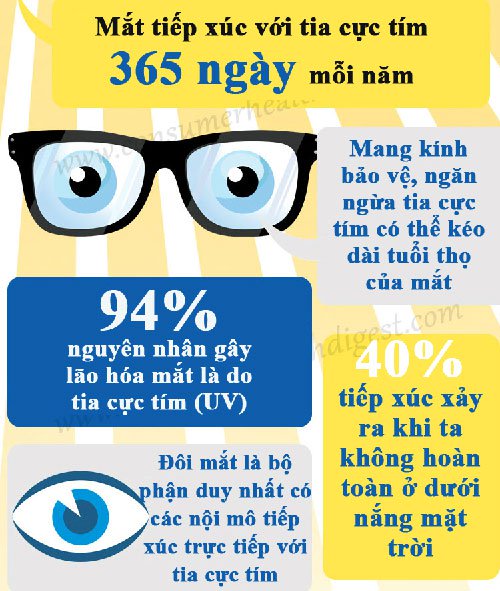 Mắt tiếp xúc với tia cực tím
365 ngày mỗi năm
Mang kính
bảo vệ, ngăn
ngừa tia cực
tím có thể kéo
dài tuổi thọ
của mắt
94%
nguyên nhân gây
lão hóa mắt là do
tia cực tím (UV)
40%
tiếp xúc xảy
ra khi ta
không hoàn
toàn ở dưới
nắng mặt
trời
Đôi mắt là bộ
phận duy nhất có
các nội mô tiếp
xúc trực tiếp với
tia cực tím